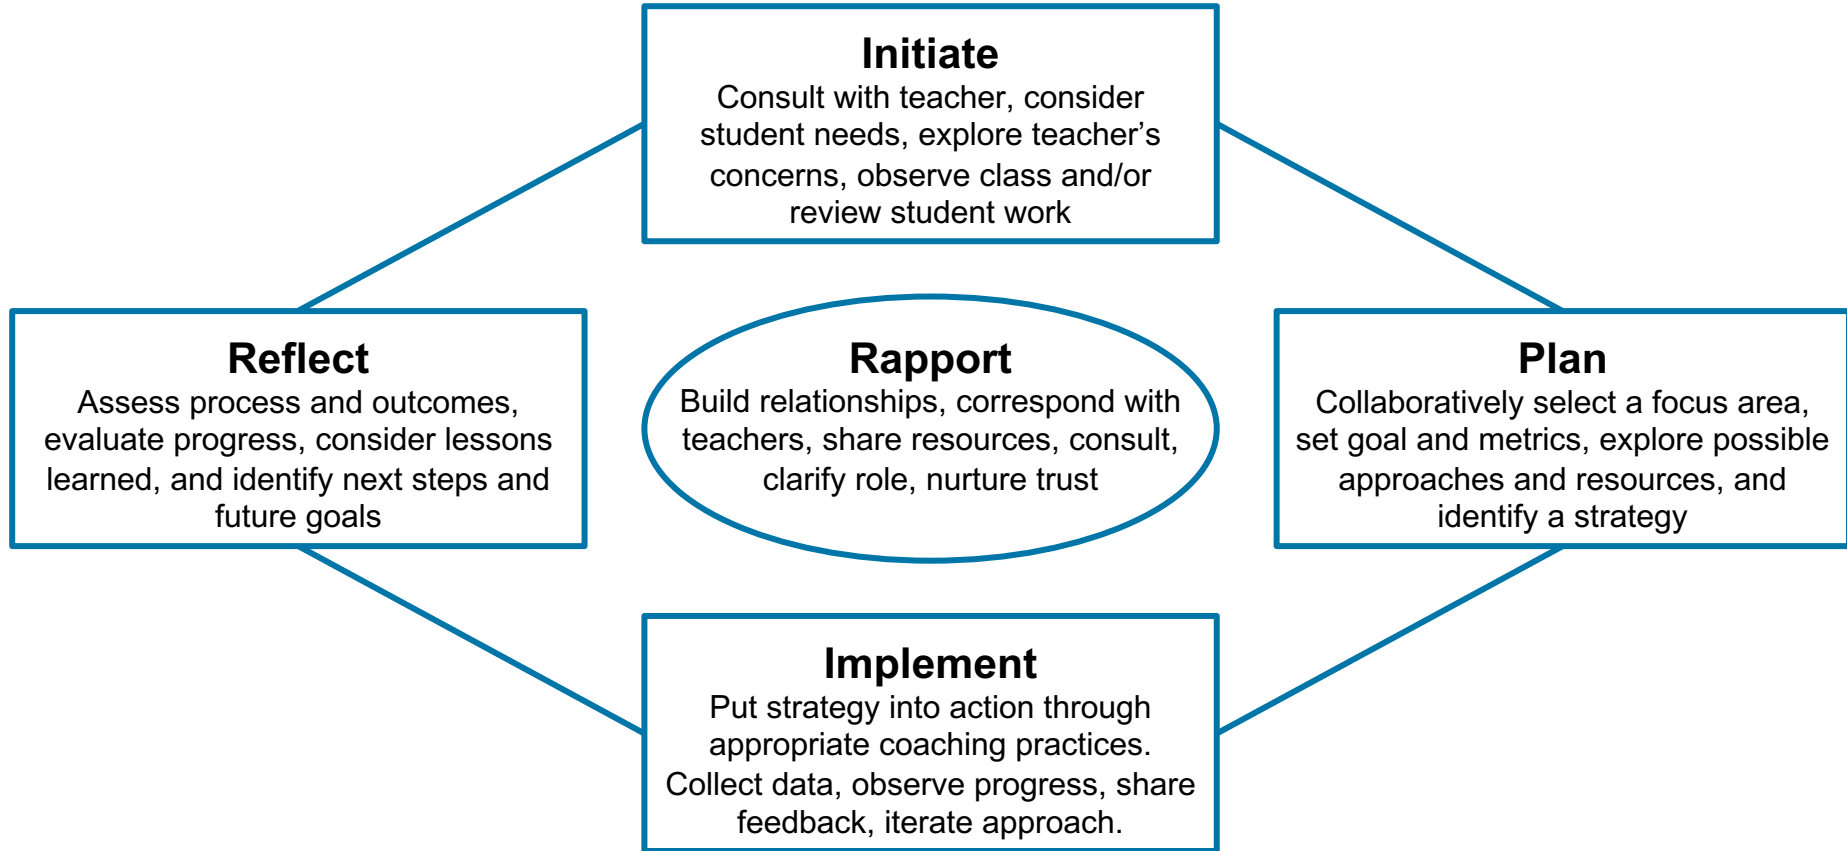 Initiate
Consult with teacher, consider
student needs, explore teacher’s
concerns, observe class and/or
review student work
Reflect
Assess process and outcomes,
evaluate progress, consider lessons
learned, and identify next steps and
future goals
Rapport
Build relationships, correspond with
teachers, share resources, consult,
clarify role, nurture trust
Plan
Collaboratively select a focus area,
set goal and metrics, explore possible
approaches and resources, and
identify a strategy
Implement
Put strategy into action through
appropriate coaching practices.
Collect data, observe progress, share
feedback, iterate approach.